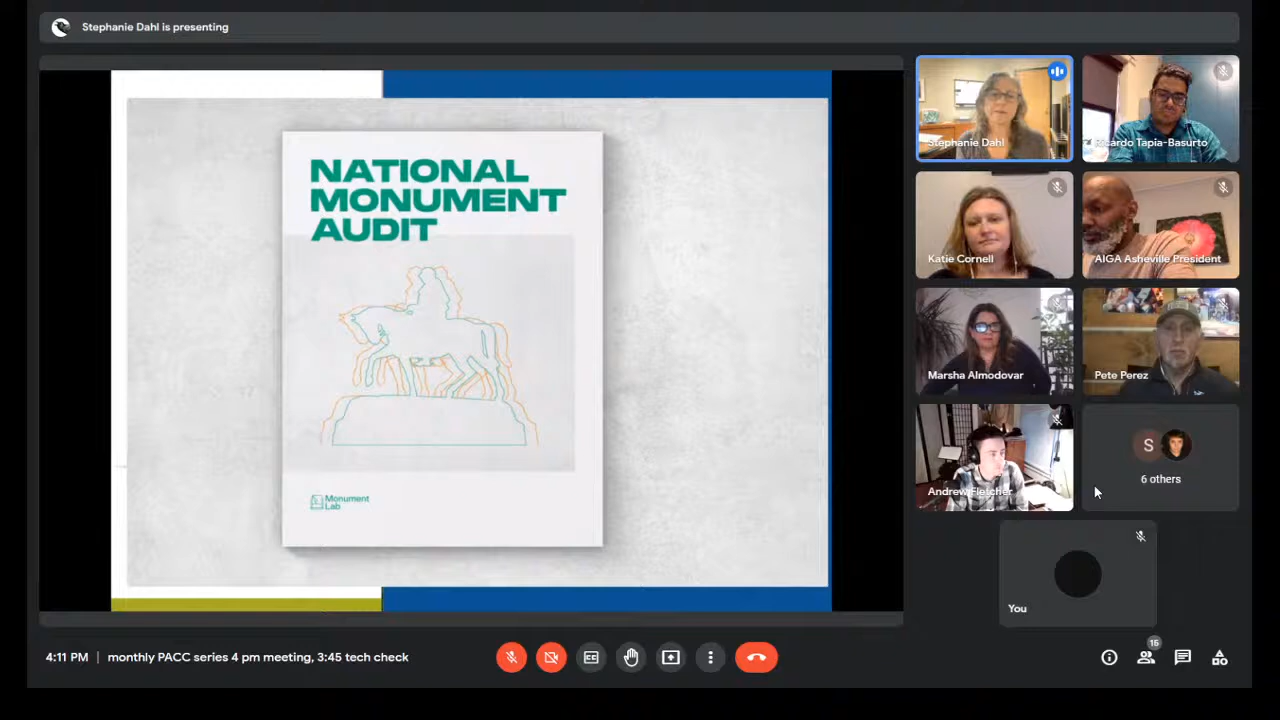 Stephanie Dahl is presenting
NATIONAL
MONUMENT
AUDIT
Monument
Lab
Stephanie Dahl
Ricardo Tapia-Basurto
Katie Cornell
AIGA Asheville President
Marsha Almodovar
Pete Perez
Andrew Fletcher
S
6 others
You
4:11 PM | monthly PACC series 4 pm meeting, 3:45 tech check
CC
15